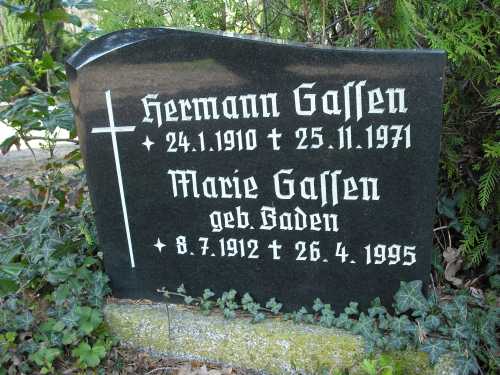 Hermann Gaſſen
✦ 24.1.1910 ✝ 25.11.1971
Marie Gaſſen
geb. Baden
✦ 8.7.1912 ✝ 26.4.1995